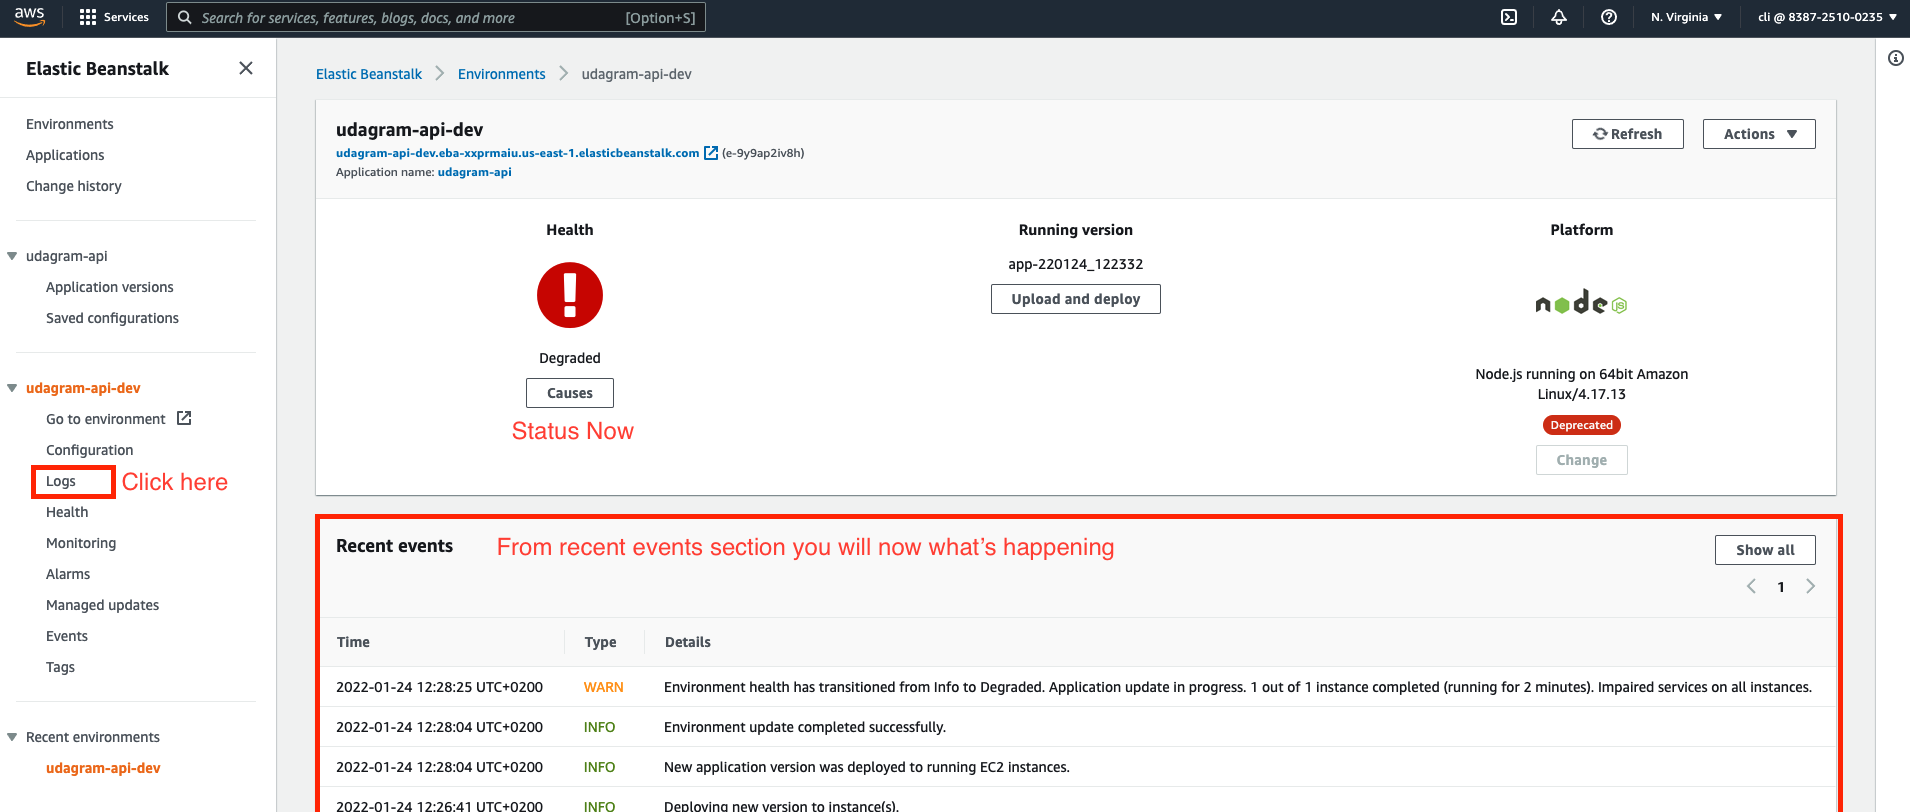 aws
Services
Search for services, features, blogs, docs, and more
[Option+S]
N. Virginia ▼
cli @ 8387-2510-0235 ▼
Elastic Beanstalk
Environments
Applications
Change history
udagram-api
Application versions
Saved configurations
udagram-api-dev
Go to environment
Configuration
Logs
Click here
Health
Monitoring
Alarms
Managed updates
Events
Tags
Recent environments
udagram-api-dev
Elastic Beanstalk > Environments > udagram-api-dev
udagram-api-dev
udagram-api-dev.eba-xxprmaiu.us-east-1.elasticbeanstalk.com (e-9y9ap2iv8h)
Application name: udagram-api
Refresh
Actions ▼
Health
Degraded
Causes
Status Now
Running version
app-220124_122332
Upload and deploy
Platform
node JS
Node.js running on 64bit Amazon
Linux/4.17.13
Deprecated
Change
Recent events
From recent events section you will now what's happening
Show all
1
Time Type Details
2022-01-24 12:28:25 UTC+0200 WARN Environment health has transitioned from Info to Degraded. Application update in progress. 1 out of 1 instance completed (running for 2 minutes). Impaired services on all instances.
2022-01-24 12:28:04 UTC+0200 INFO Environment update completed successfully.
2022-01-24 12:28:04 UTC+0200 INFO New application version was deployed to running EC2 instances.
2022-01-24 12:26:41 UTC+0200 INFO Deploying new version to instance(s).